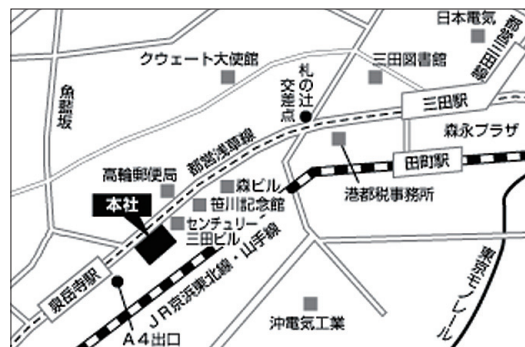 日本電気
クウェート大使館
札の辻
交差点
三田図書館
都営三田線
魚籃坂
三田駅
都営浅草線
森永プラザ
田町駅
高輪郵便局
森ビル
港都税事務所
本社
笹川記念館
センチュリー
三田ビル
泉岳寺駅
JR京浜東北線・山手線
東京モノレール
A4出口
沖電気工業